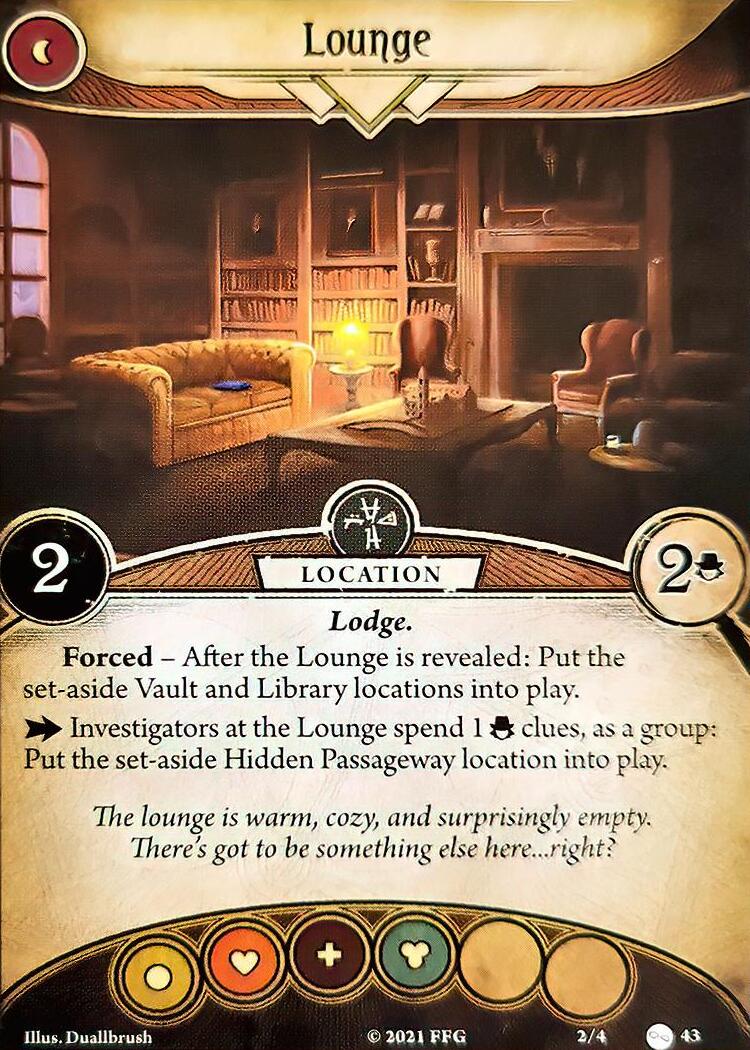 Lounge
2
LOCATION
2
Lodge.
Forced – After the Lounge is revealed: Put the
set-aside Vault and Library locations into play.
Investigators at the Lounge spend 1 clues, as a group:
Put the set-aside Hidden Passageway location into play.
The lounge is warm, cozy, and surprisingly empty.
There's got to be something else here...right?
Illus. Duallbrush
© 2021 FFG
2/4
43